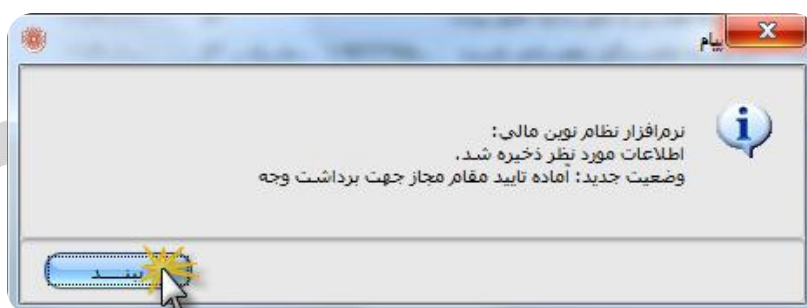 پیام
نرم‌افزار نظام نوین مالی:
اطلاعات مورد نظر ذخیره شد.
وضعیت جدید: آماده تایید مقام مجاز جهت برداشت وجه